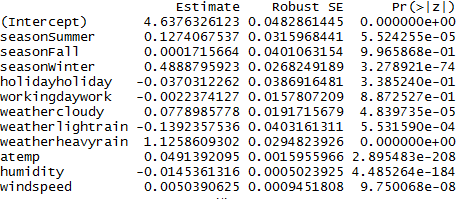 Estimate Robust SE Pr(>|z|)
(Intercept) 4.6376326123 0.0482861445 0.000000e+00
seasonSummer 0.1274067537 0.0315968441 5.524255e-05
seasonFall 0.0001715664 0.0401063154 9.965868e-01
seasonWinter 0.4888795923 0.0268249189 3.278921e-74
holidayholiday -0.0370312262 0.0386916481 3.385240e-01
workingdaywork -0.0022374127 0.0157807209 8.872527e-01
weathercloudy 0.0778985778 0.0191715679 4.839735e-05
weatherlightrain -0.1392357536 0.0403161311 5.531590e-04
weatherheavyrain 1.1258609302 0.0294823926 0.000000e+00
atemp 0.0491392095 0.0015955966 2.895483e-208
humidity -0.0145361316 0.0005023925 4.485264e-184
windspeed 0.0050390625 0.0009451808 9.750068e-08